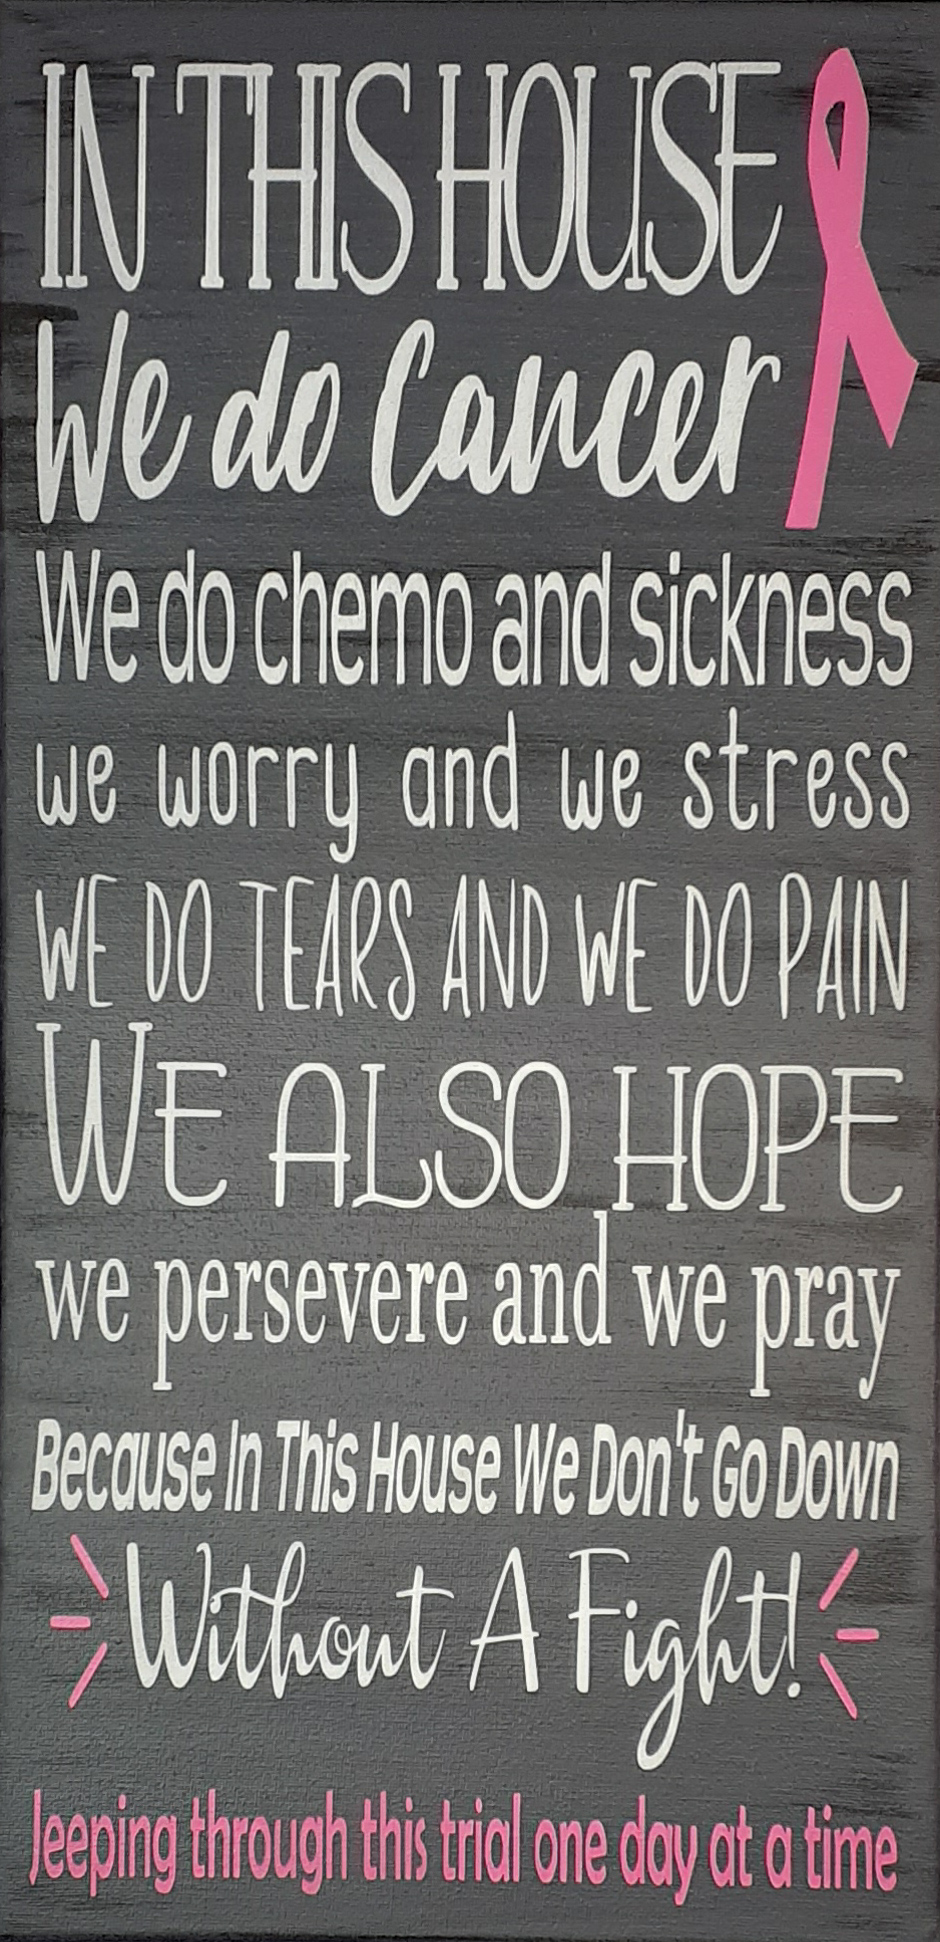 IN THIS HOUSE
We do Cancer
We do chemo and sickness
we worry and we stress
WE DO TEARS AND WE DO PAIN
WE ALSO HOPE
we persevere and we pray
Because In This House We Don't Go Down
Without A Fight!
Jeeping through this trial one day at a time